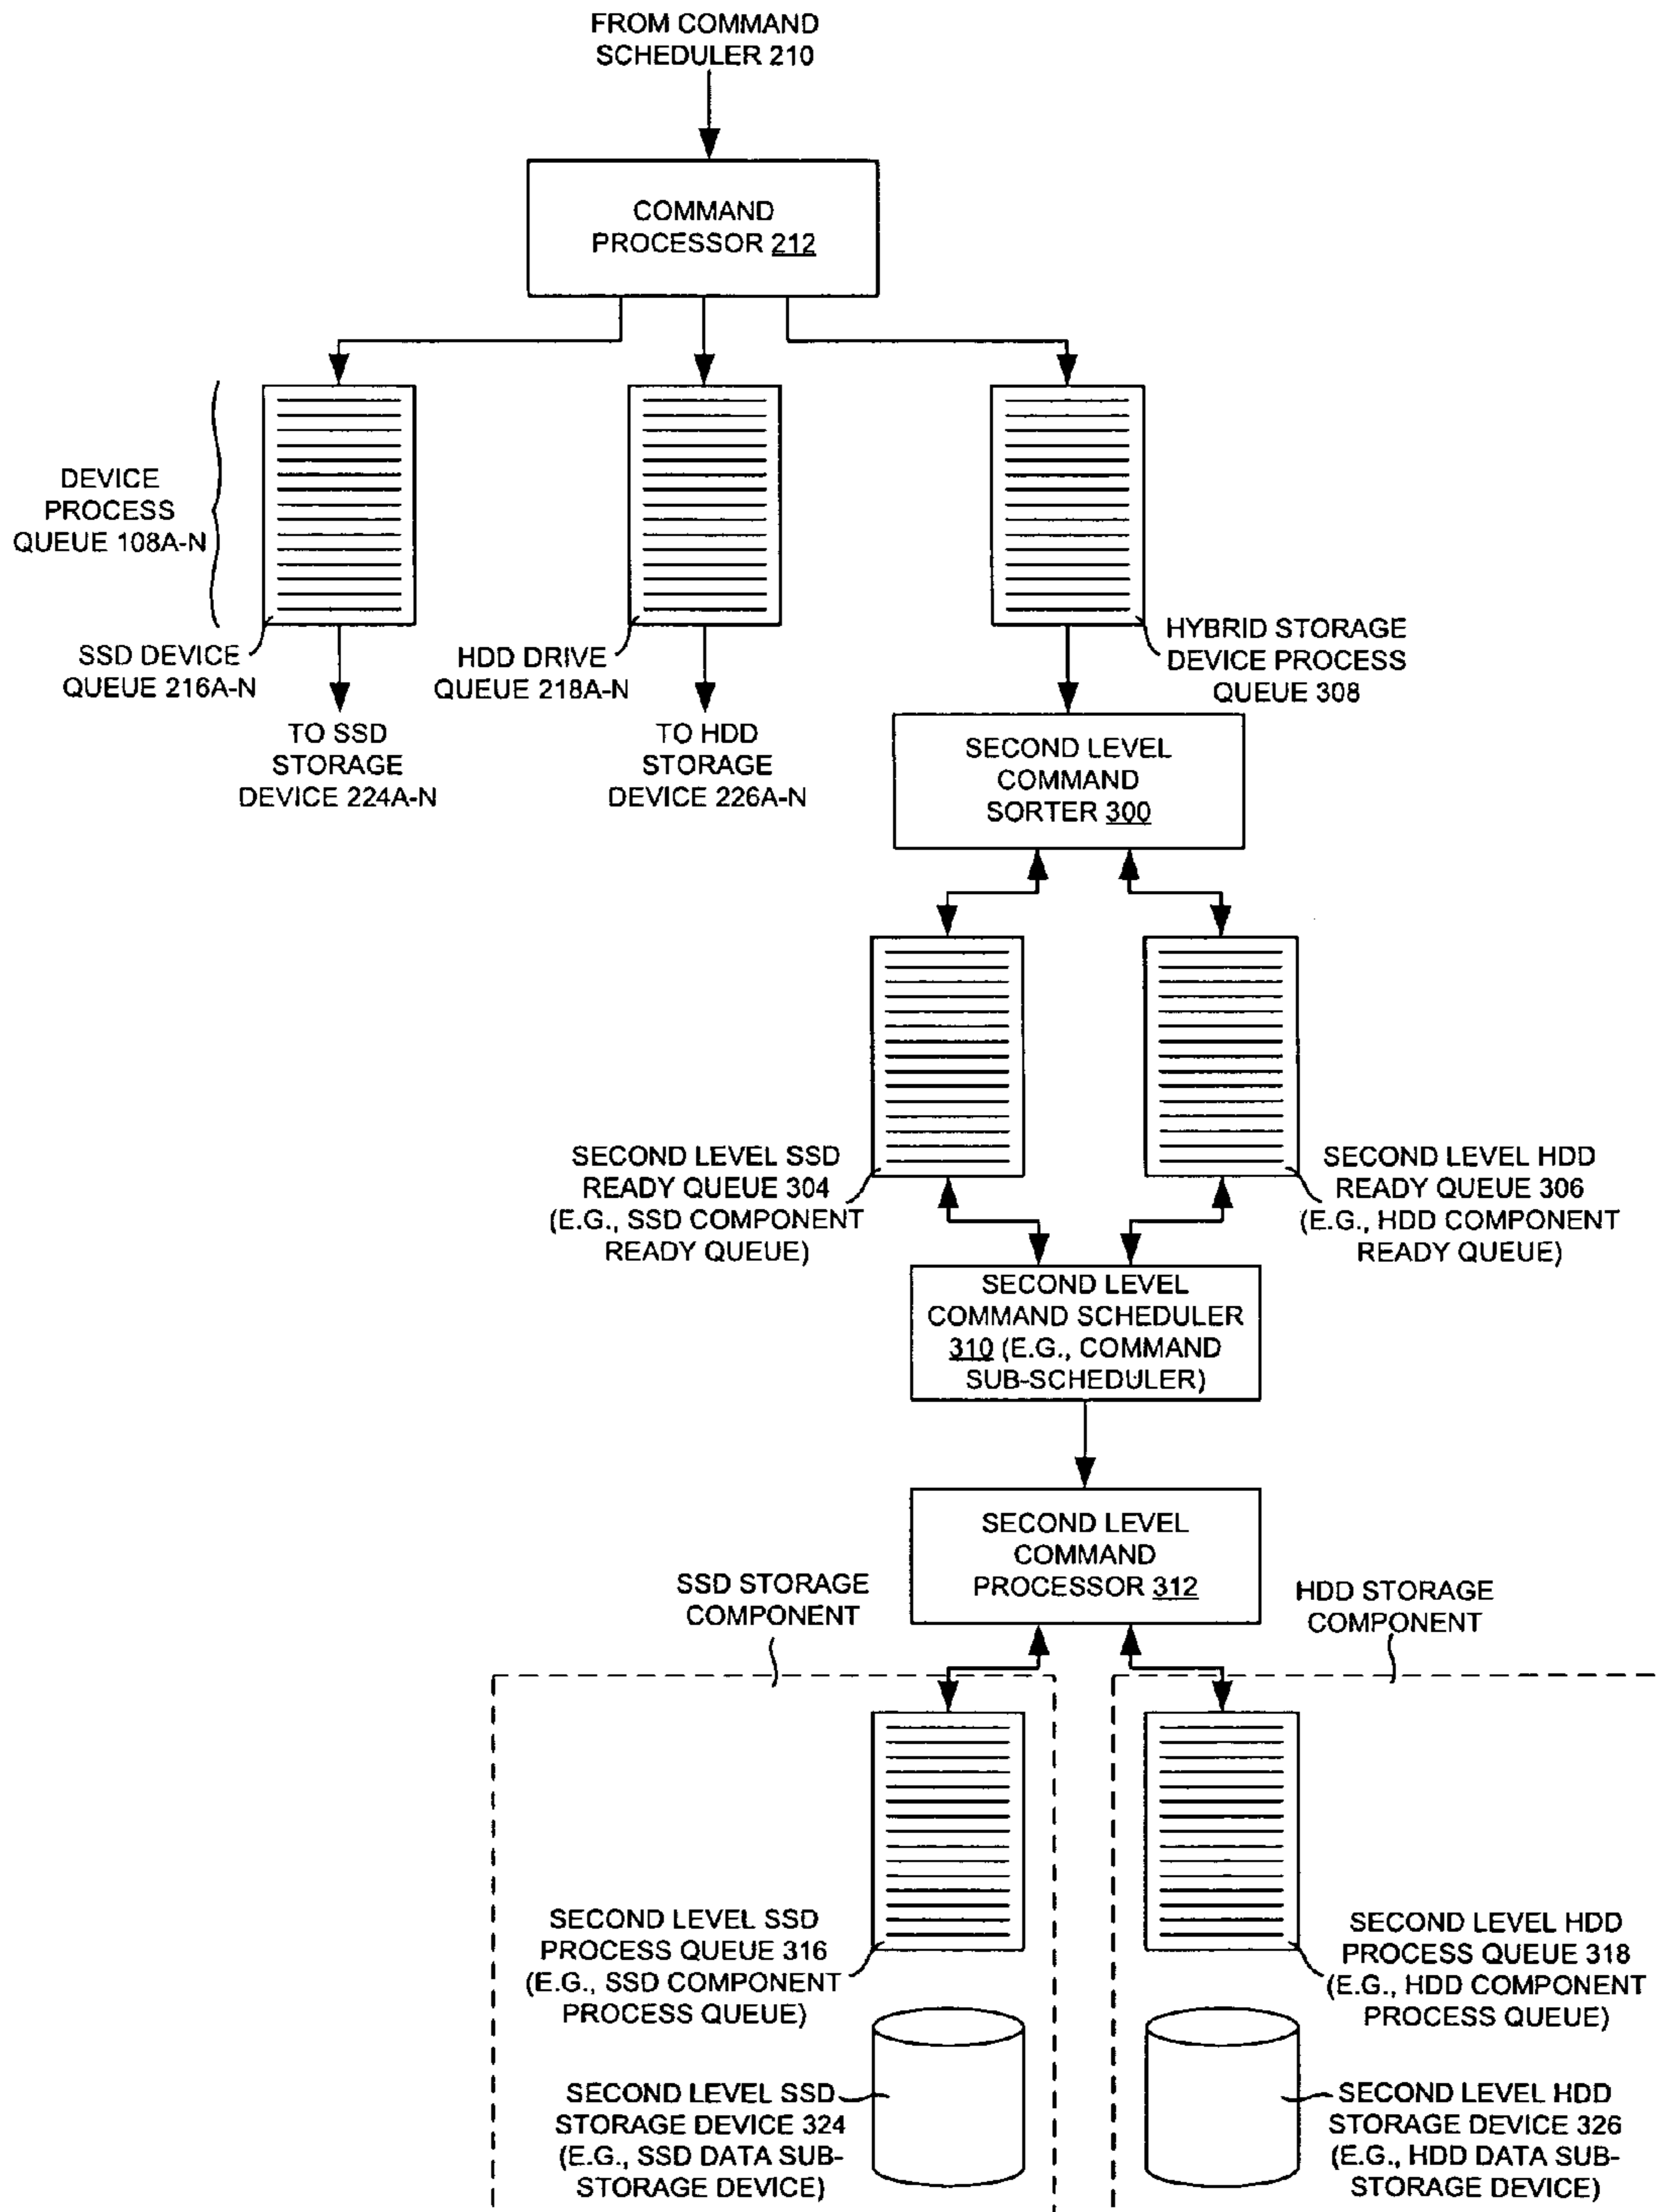 FROM COMMAND
SCHEDULER 210
COMMAND
PROCESSOR 212
DEVICE
PROCESS
QUEUE 108A-N
SSD DEVICE
QUEUE 216A-N
HDD DRIVE
QUEUE 218A-N
HYBRID STORAGE
DEVICE PROCESS
QUEUE 308
TO SSD
STORAGE
DEVICE 224A-N
TO HDD
STORAGE
DEVICE 226A-N
SECOND LEVEL
COMMAND
SORTER 300
SECOND LEVEL SSD
READY QUEUE 304
(E.G., SSD COMPONENT
READY QUEUE)
SECOND LEVEL HDD
READY QUEUE 306
(E.G., HDD COMPONENT
READY QUEUE)
SECOND LEVEL
COMMAND SCHEDULER
310 (E.G., COMMAND
SUB-SCHEDULER)
SECOND LEVEL
COMMAND
PROCESSOR 312
SSD STORAGE
COMPONENT
HDD STORAGE
COMPONENT
SECOND LEVEL SSD
PROCESS QUEUE 316
(E.G., SSD COMPONENT
PROCESS QUEUE)
SECOND LEVEL HDD
PROCESS QUEUE 318
(E.G., HDD COMPONENT
PROCESS QUEUE)
SECOND LEVEL SSD
STORAGE DEVICE 324
(E.G., SSD DATA SUB-
STORAGE DEVICE)
SECOND LEVEL HDD
STORAGE DEVICE 326
(E.G., HDD DATA SUB-
STORAGE DEVICE)